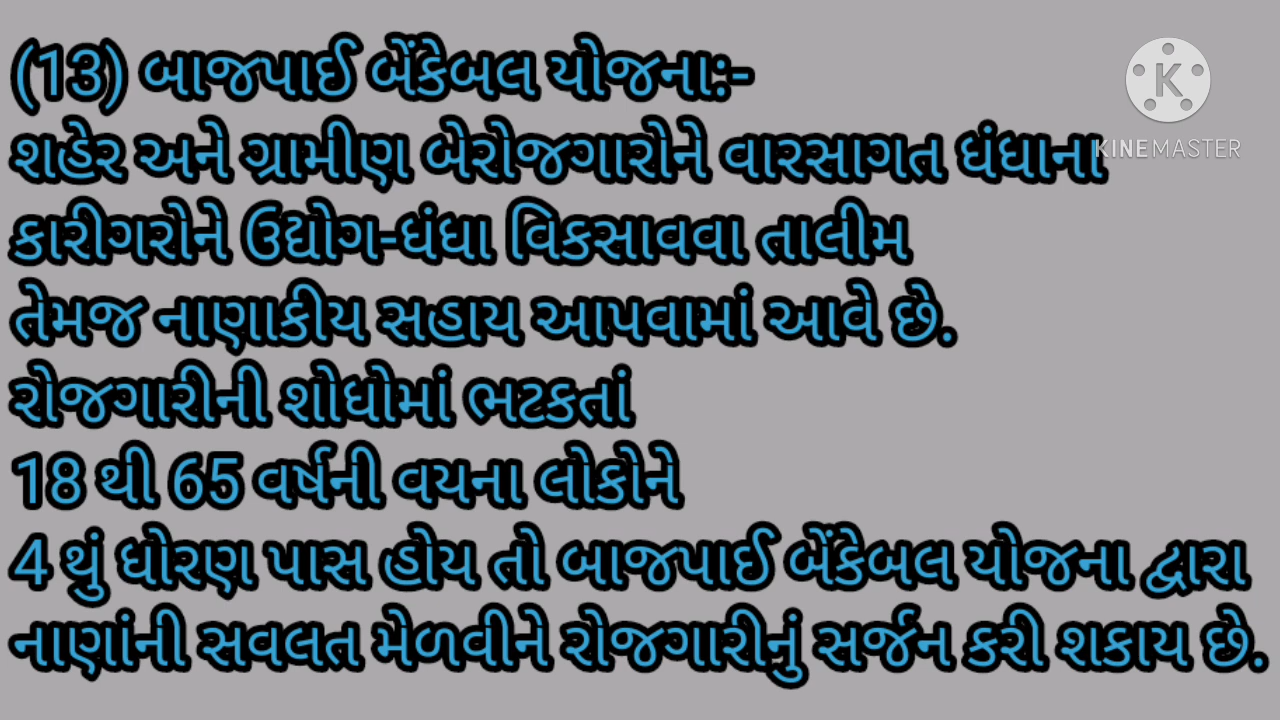 (13) બાજપાઈ બેંકેબલ યોજના:-
શહેર અને ગ્રામીણ બેરોજગારોને વારસાગત ધંધાના
કારીગરોને ઉદ્યોગ-ધંધા વિકસાવવા તાલીમ
તેમજ નાણાકીય સહાય આપવામાં આવે છે.
રોજગારીની શોધોમાં ભટકતાં
18 થી 65 વર્ષની વયના લોકોને
4 થું ધોરણ પાસ હોય તો બાજપાઈ બેંકેબલ યોજના દ્વારા
નાણાંની સવલત મેળવીને રોજગારીનું સર્જન કરી શકાય છે.
K
KINEMASTER